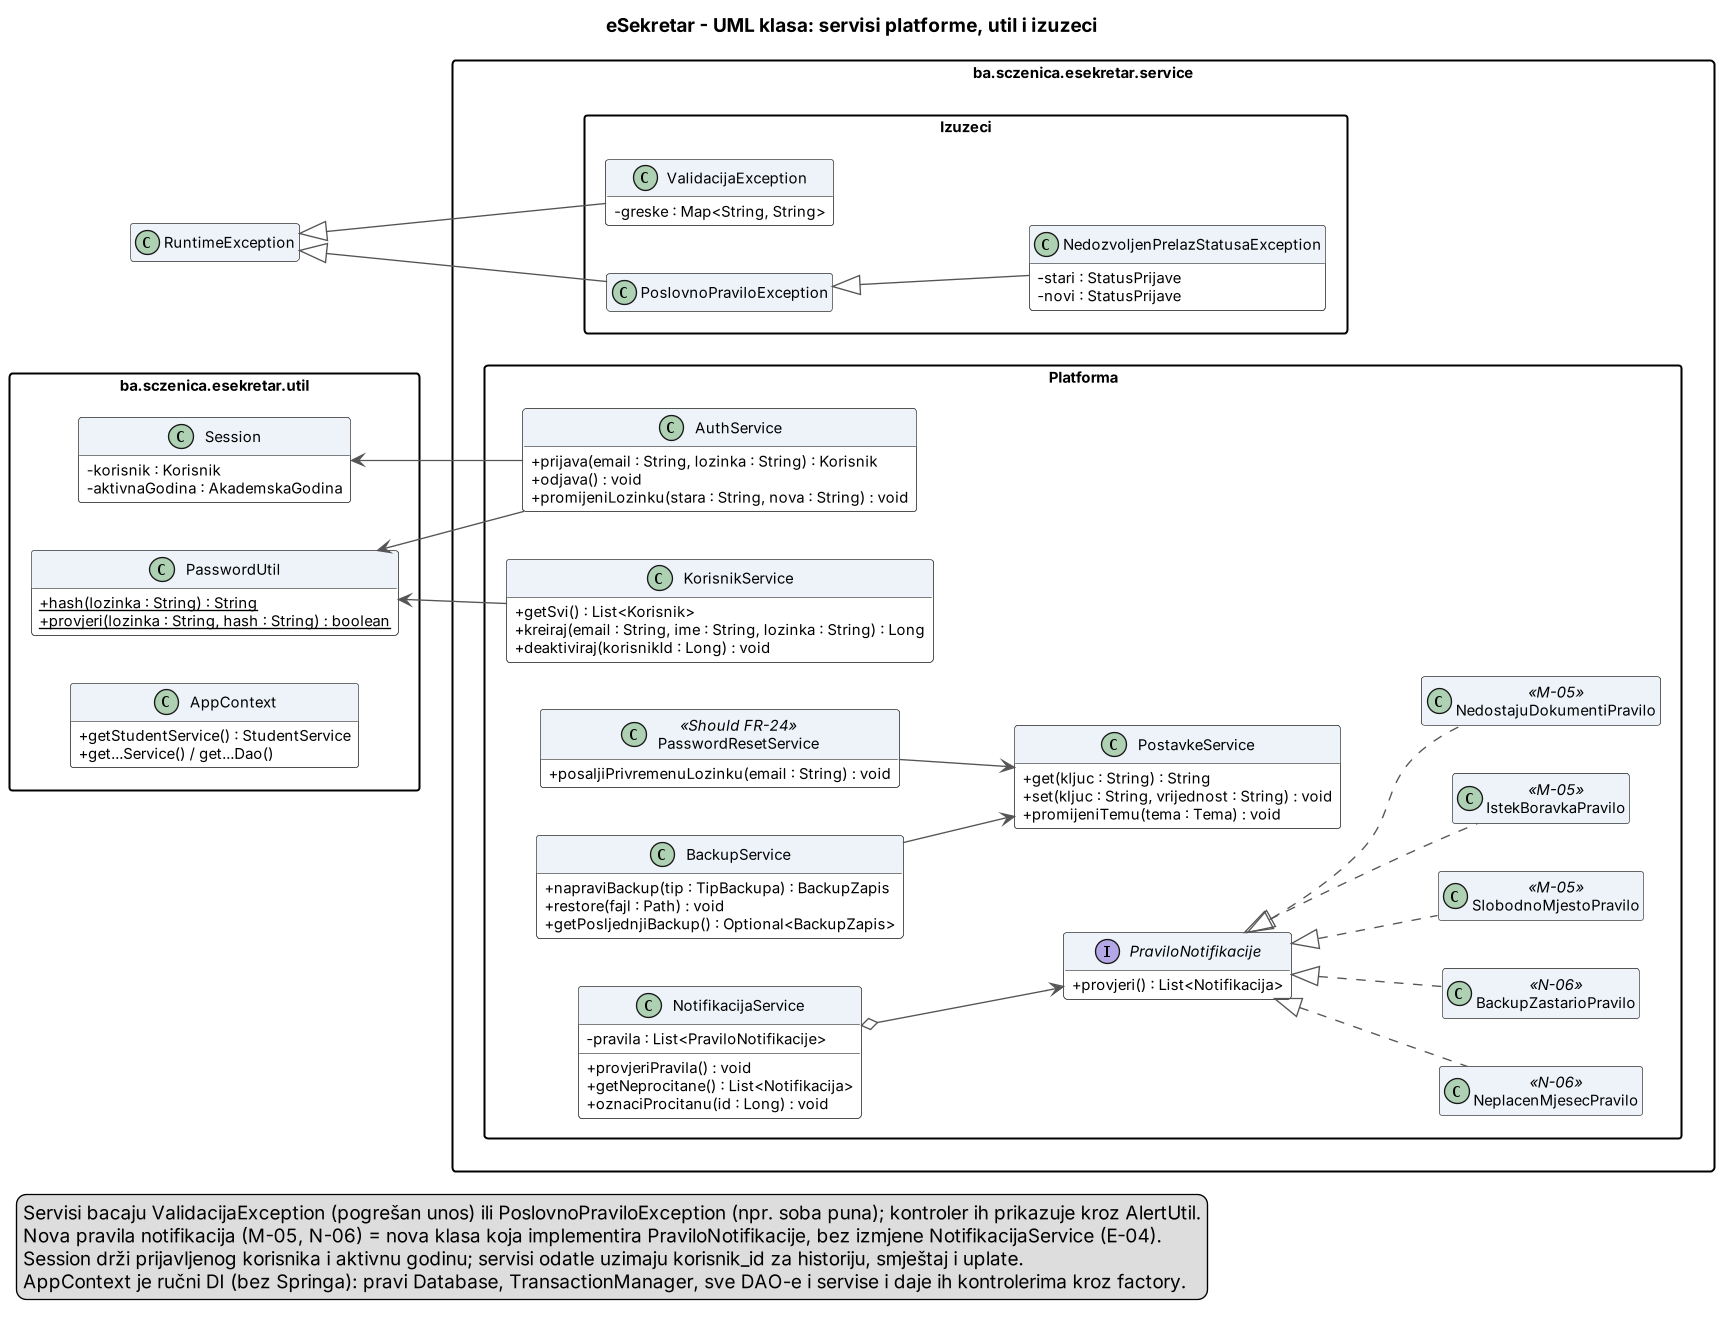 eSekretar - UML klasa: servisi platforme, util i izuzeci
ba.sczenica.esekretar.service
Izuzeci
C ValidacijaException
-greske : Map<String, String>
C RuntimeException
C PoslovnoPraviloException
C NedozvoljenPrelazStatusaException
-stari : StatusPrijave
-novi : StatusPrijave
ba.sczenica.esekretar.util
C Session
-korisnik : Korisnik
-aktivnaGodina : AkademskaGodina
C PasswordUtil
+hash(lozinka : String) : String
+provjeri(lozinka : String, hash : String) : boolean
C AppContext
+getStudentService() : StudentService
+get...Service() / get...Dao()
Platforma
C AuthService
+prijava(email : String, lozinka : String) : Korisnik
+odjava() : void
+promijeniLozinku(stara : String, nova : String) : void
C KorisnikService
+getSvi() : List<Korisnik>
+kreiraj(email : String, ime : String, lozinka : String) : Long
+deaktiviraj(korisnikId : Long) : void
«Should FR-24»
C PasswordResetService
+posaljiPrivremenuLozinku(email : String) : void
C PostavkeService
+get(kljuc : String) : String
+set(kljuc : String, vrijednost : String) : void
+promijeniTemu(tema : Tema) : void
C BackupService
+napraviBackup(tip : TipBackupa) : BackupZapis
+restore(fajl : Path) : void
+getPosljednjiBackup() : Optional<BackupZapis>
C NotifikacijaService
-pravila : List<PraviloNotifikacije>
+provjeriPravila() : void
+getNeprocitane() : List<Notifikacija>
+oznaciProcitanu(id : Long) : void
I PraviloNotifikacije
+provjeri() : List<Notifikacija>
«M-05»
C NedostajuDokumentiPravilo
«M-05»
C IstekBoravkaPravilo
«M-05»
C SlobodnoMjestoPravilo
«N-06»
C BackupZastarioPravilo
«N-06»
C NeplacenMjesecPravilo
Servisi bacaju ValidacijaException (pogrešan unos) ili PoslovnoPraviloException (npr. soba puna); kontroler ih prikazuje kroz AlertUtil.
Nova pravila notifikacija (M-05, N-06) = nova klasa koja implementira PraviloNotifikacije, bez izmjene NotifikacijaService (E-04).
Session drži prijavljenog korisnika i aktivnu godinu; servisi odatle uzimaju korisnik_id za historiju, smještaj i uplate.
AppContext je ručni DI (bez Springa): pravi Database, TransactionManager, sve DAO-e i servise i daje ih kontrolerima kroz factory.